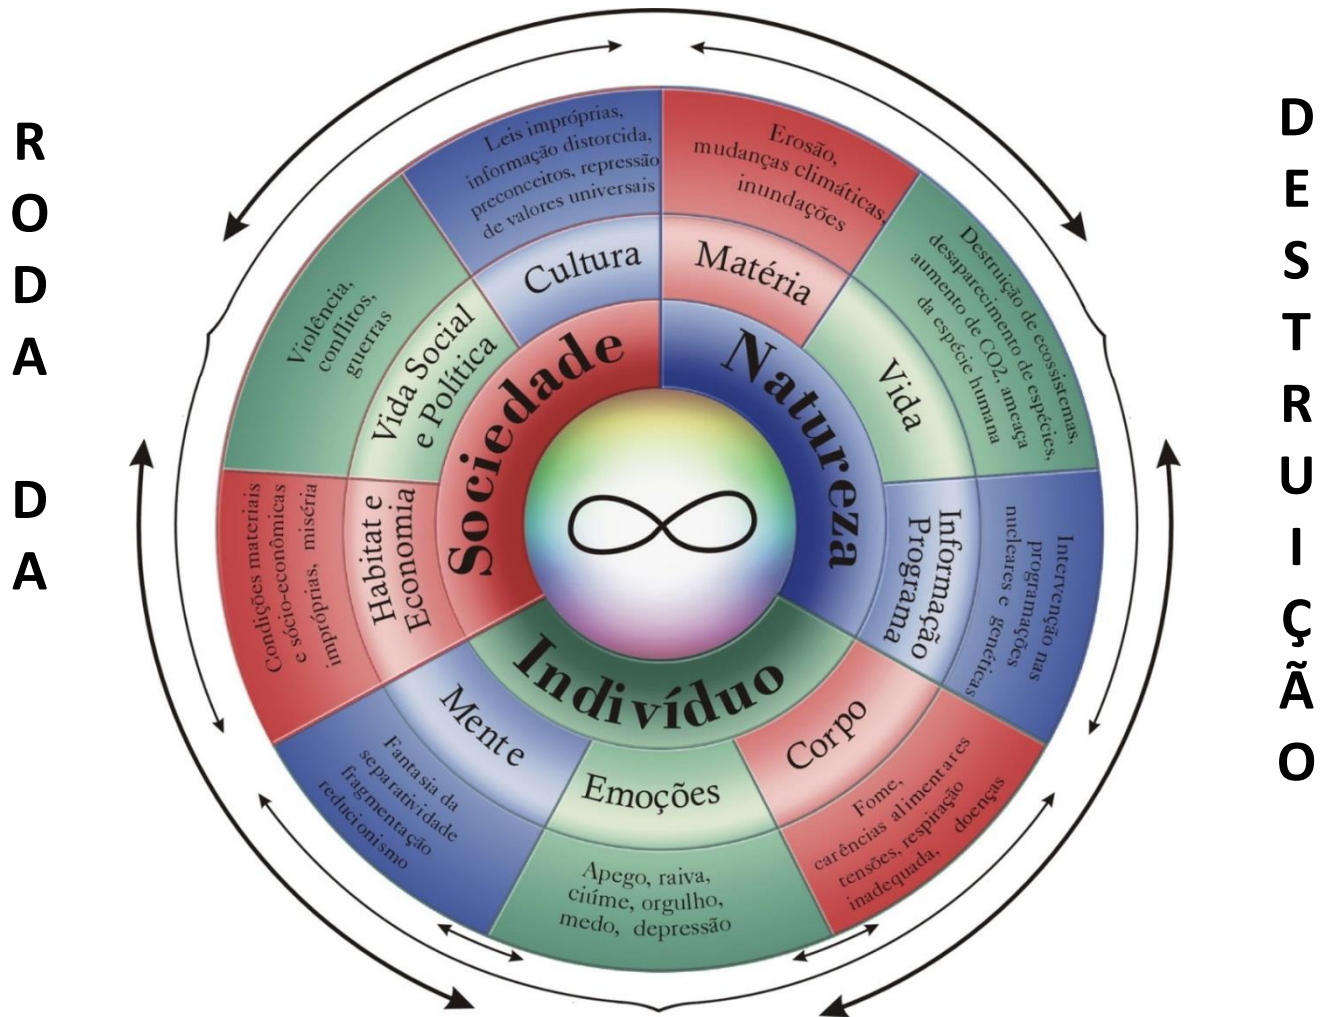 RODA DA
DESTRUIÇÃO
Sociedade
Natureza
Indivíduo
Cultura
Leis impróprias,
informação distorcida,
preconceitos, repressão
de valores universais
Matéria
Erosão,
mudanças climáticas,
inundações
Vida
Destruição de ecossistemas,
desaparecimento de espécies,
aumento de CO2, ameaça
da espécie humana
Informação
Programa
Intervenção nas
programações
nucleares e genéticas
Corpo
Fome,
carências alimentares
tensões, respiração
inadequada, doenças
Emoções
Apego, raiva,
ciúme, orgulho,
medo, depressão
Mente
Fantasia da
separatividade
fragmentação
reducionismo
Habitat e
Economia
Condições materiais
e sócio-econômicas
impróprias, miséria
Vida Social
e Política
Violência,
conflitos,
guerras